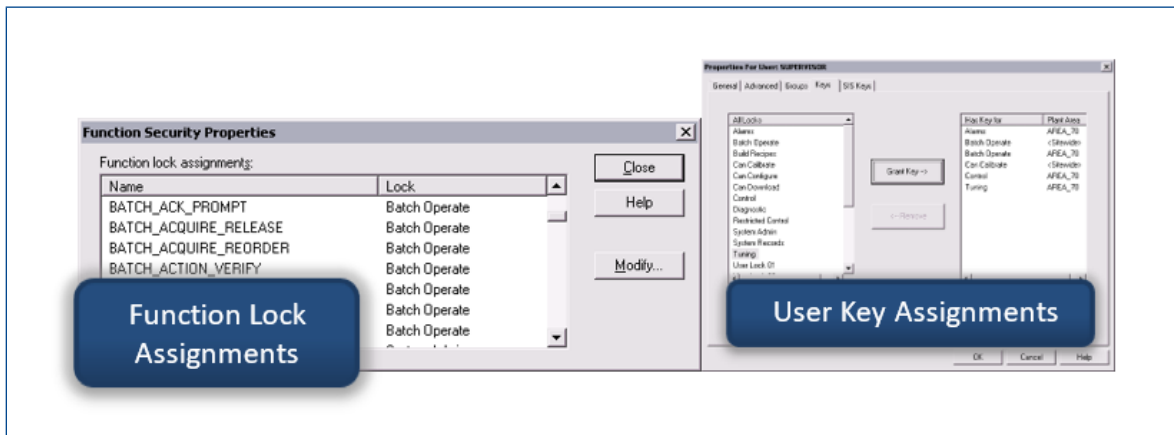 Function Security Properties
Function lock assignments:
Name Lock
BATCH_ACK_PROMPT Batch Operate
BATCH_ACQUIRE_RELEASE Batch Operate
BATCH_ACQUIRE_REORDER Batch Operate
BATCH_ACTION_VERIFY Batch Operate
Batch Operate
Batch Operate
Batch Operate
Close
Help
Modify...
Function Lock
Assignments
Properties For User: SUPERVISOR
General Advanced Groups Keys SIS Keys
All Locks
Alarms
Batch Operate
Build Recipes
Can Calibrate
Can Configure
Can Download
Control
Diagnostic
Restricted Control
System Admin
System Records
Tuning
User Lock 01
Grant Key ->
<- Remove
Has Key for Plant Area
Alarms AREA_78
Batch Operate <Sitewide>
Batch Operate <Sitewide>
Can Calibrate <Sitewide>
Control AREA_78
Tuning AREA_78
User Key Assignments
OK Cancel Help